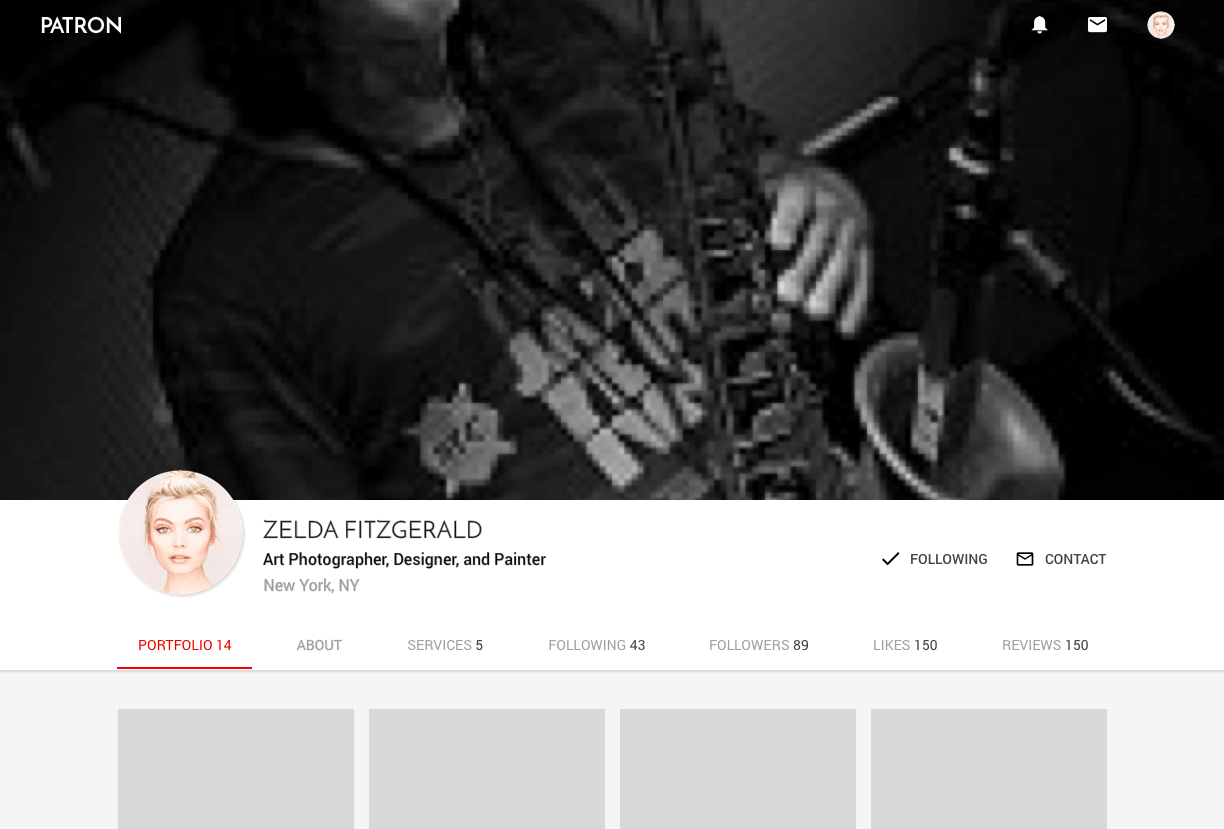 PATRON
ZELDA FITZGERALD
Art Photographer, Designer, and Painter
New York, NY
FOLLOWING
CONTACT
PORTFOLIO 14
ABOUT
SERVICES 5
FOLLOWING 43
FOLLOWERS 89
LIKES 150
REVIEWS 150